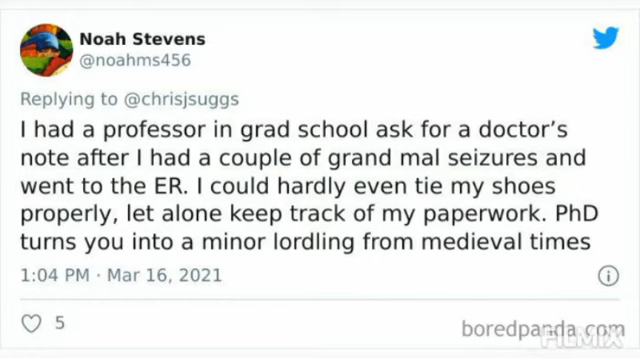 Noah Stevens
@noahms456
Replying to @chrisjsuggs
I had a professor in grad school ask for a doctor’s
note after I had a couple of grand mal seizures and
went to the ER. I could hardly even tie my shoes
properly, let alone keep track of my paperwork. PhD
turns you into a minor lordling from medieval times
1:04 PM · Mar 16, 2021
5
boredpanda.com
FILMIX